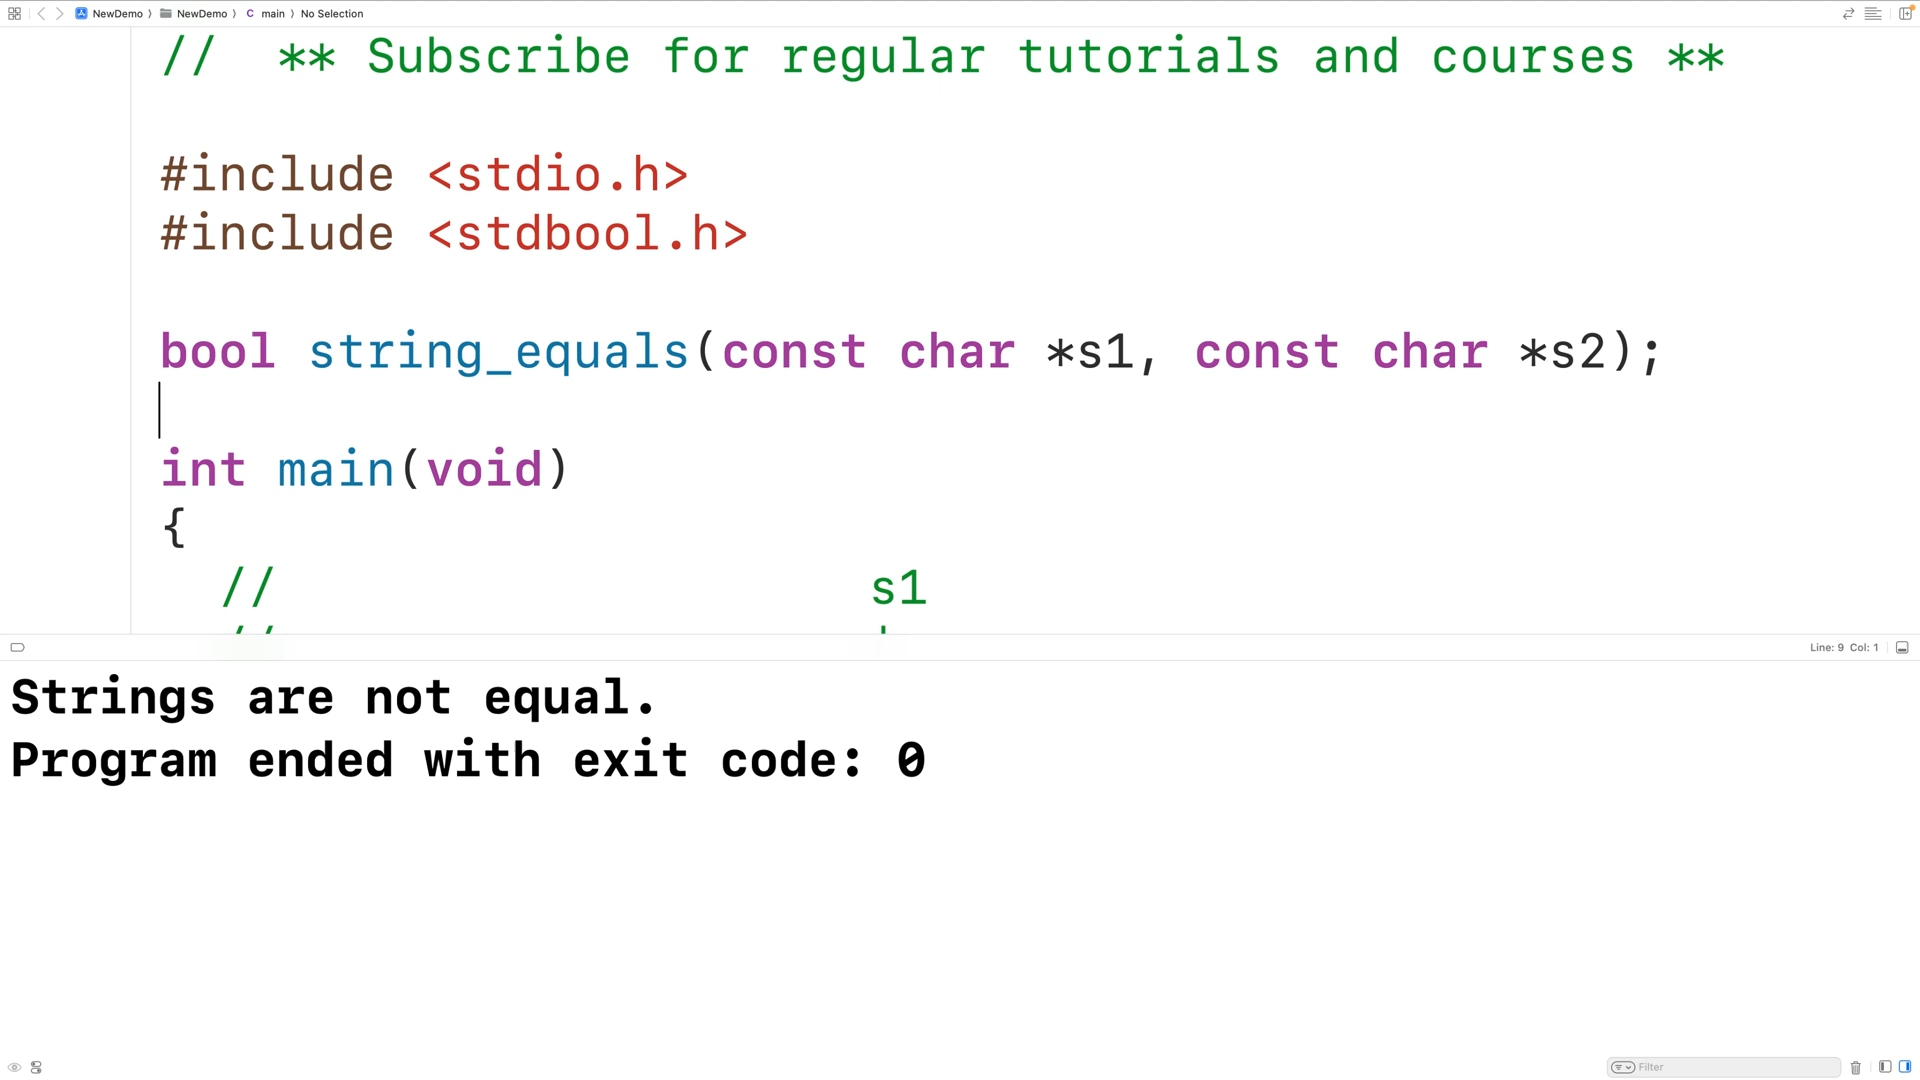 NewDemo 〉 NewDemo 〉 C main 〉 No Selection
//  ** Subscribe for regular tutorials and courses **
#include <stdio.h>
#include <stdbool.h>
bool string_equals(const char *s1, const char *s2);
int main(void)
{
//                    s1
//
Line: 9 Col: 1
Strings are not equal.
Program ended with exit code: 0
Filter